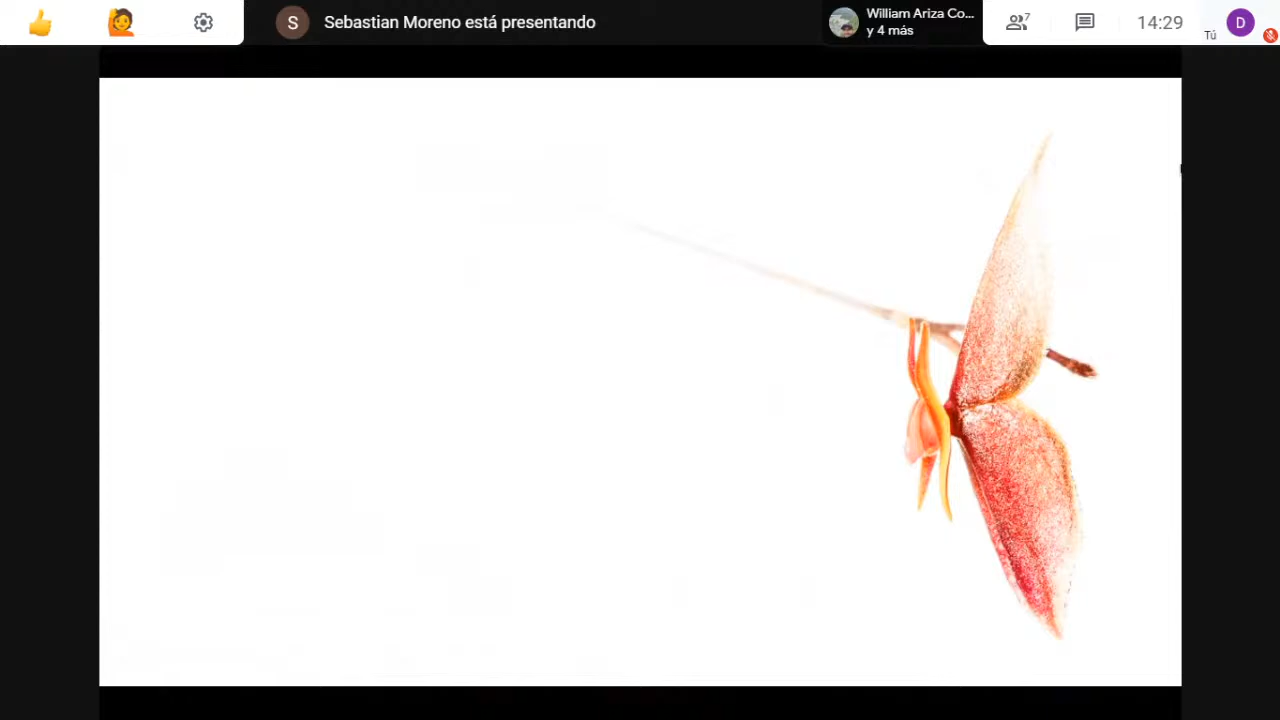 S
Sebastian Moreno está presentando
William Ariza Co...
y 4 más
7
14:29
Tú
D